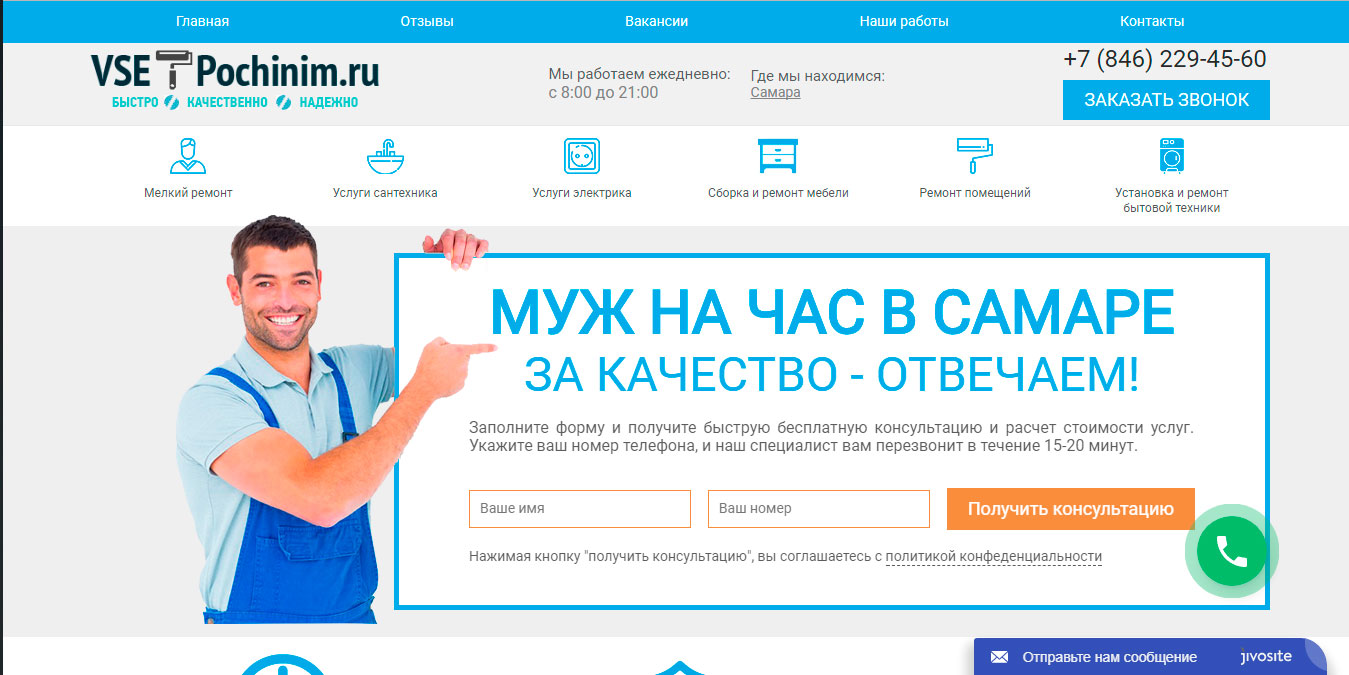 Главная
Отзывы
Вакансии
Наши работы
Контакты
VSE Pochinim.ru
БЫСТРО КАЧЕСТВЕННО НАДЕЖНО
Мы работаем ежедневно:
с 8:00 до 21:00
Где мы находимся:
Самара
+7 (846) 229-45-60
ЗАКАЗАТЬ ЗВОНОК
Мелкий ремонт
Услуги сантехника
Услуги электрика
Сборка и ремонт мебели
Ремонт помещений
Установка и ремонт
бытовой техники
МУЖ НА ЧАС В САМАРЕ
ЗА КАЧЕСТВО - ОТВЕЧАЕМ!
Заполните форму и получите быструю бесплатную консультацию и расчет стоимости услуг.
Укажите ваш номер телефона, и наш специалист вам перезвонит в течение 15-20 минут.
Ваше имя
Ваш номер
Получить консультацию
Нажимая кнопку "получить консультацию", вы соглашаетесь с политикой конфеденциальности
Отправьте нам сообщение
jivosite